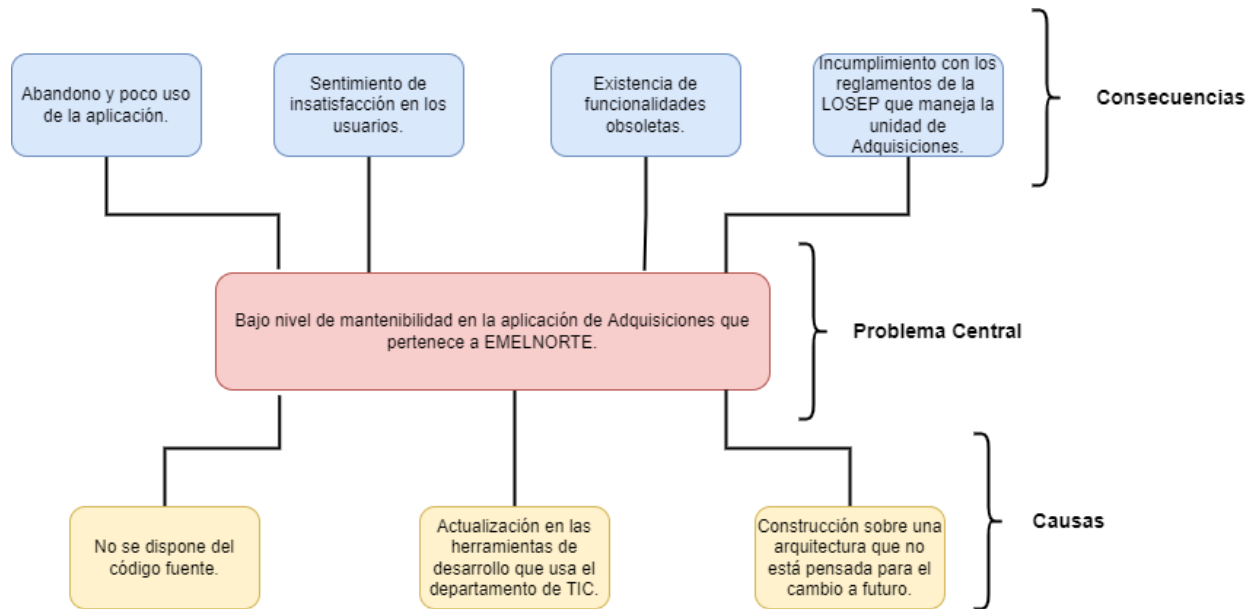 Abandono y poco uso
de la aplicación.
Sentimiento de
insatisfacción en los
usuarios.
Existencia de
funcionalidades
obsoletas.
Incumplimiento con los
reglamentos de la
LOSEP que maneja la
unidad de
Adquisiciones.
Consecuencias
Bajo nivel de mantenibilidad en la aplicación de Adquisiciones que
pertenece a EMELNORTE.
Problema Central
No se dispone del
código fuente.
Actualización en las
herramientas de
desarrollo que usa el
departamento de TIC.
Construcción sobre una
arquitectura que no
está pensada para el
cambio a futuro.
Causas